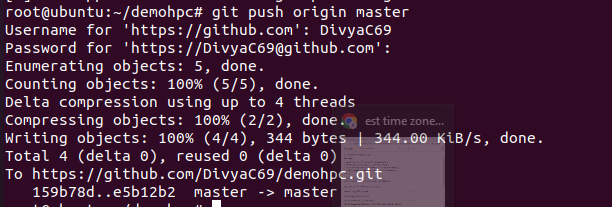 root@ubuntu:~/demohpc# git push origin master
Username for 'https://github.com': DivyaC69
Password for 'https://DivyaC69@github.com':
Enumerating objects: 5, done.
Counting objects: 100% (5/5), done.
Delta compression using up to 4 threads
Compressing objects: 100% (2/2), done.
est time zone...
Writing objects: 100% (4/4), 344 bytes | 344.00 KiB/s, done.
Total 4 (delta 0), reused 0 (delta 0)
To https://github.com/DivyaC69/demohpc.git
159b78d..e5b12b2 master -> master